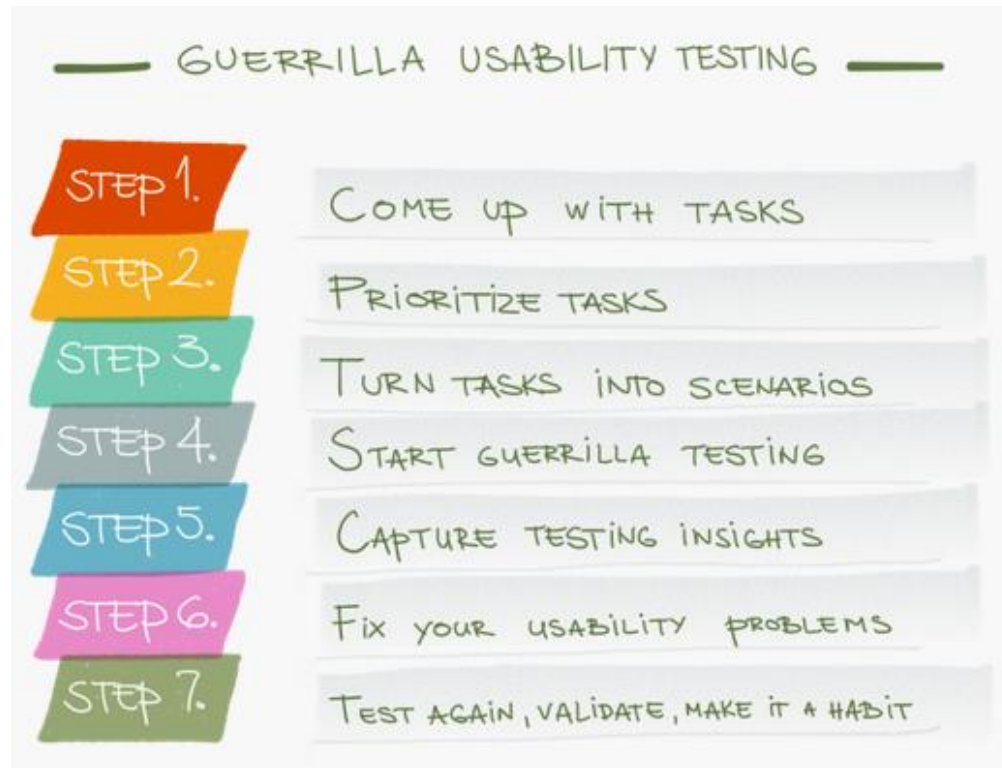 GUERRILLA USABILITY TESTING
STEP 1. COME UP WITH TASKS
STEP 2. PRIORITIZE TASKS
STEP 3. TURN TASKS INTO SCENARIOS
STEP 4. START GUERRILLA TESTING
STEP 5. CAPTURE TESTING INSIGHTS
STEP 6. FIX YOUR USABILITY PROBLEMS
STEP 7. TEST AGAIN, VALIDATE, MAKE IT A HABIT